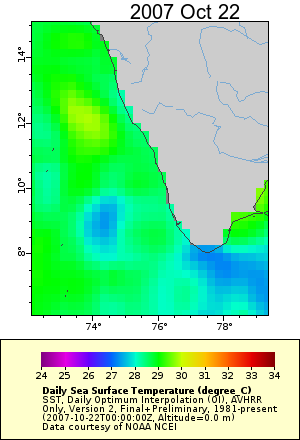 2007 Oct 22
14°
12°
10°
8°
74° 76° 78°
24 25 27 28 30 31 32 33 34
Daily Sea Surface Temperature (degree_C)
SST, Daily Optimum Interpolation (OI), AVHRR
Only, Version 2, Final+Preliminary, 1981-present
(2007-10-22T00:00:00Z, Altitude=0.0 m)
Data courtesy of NOAA NCEI